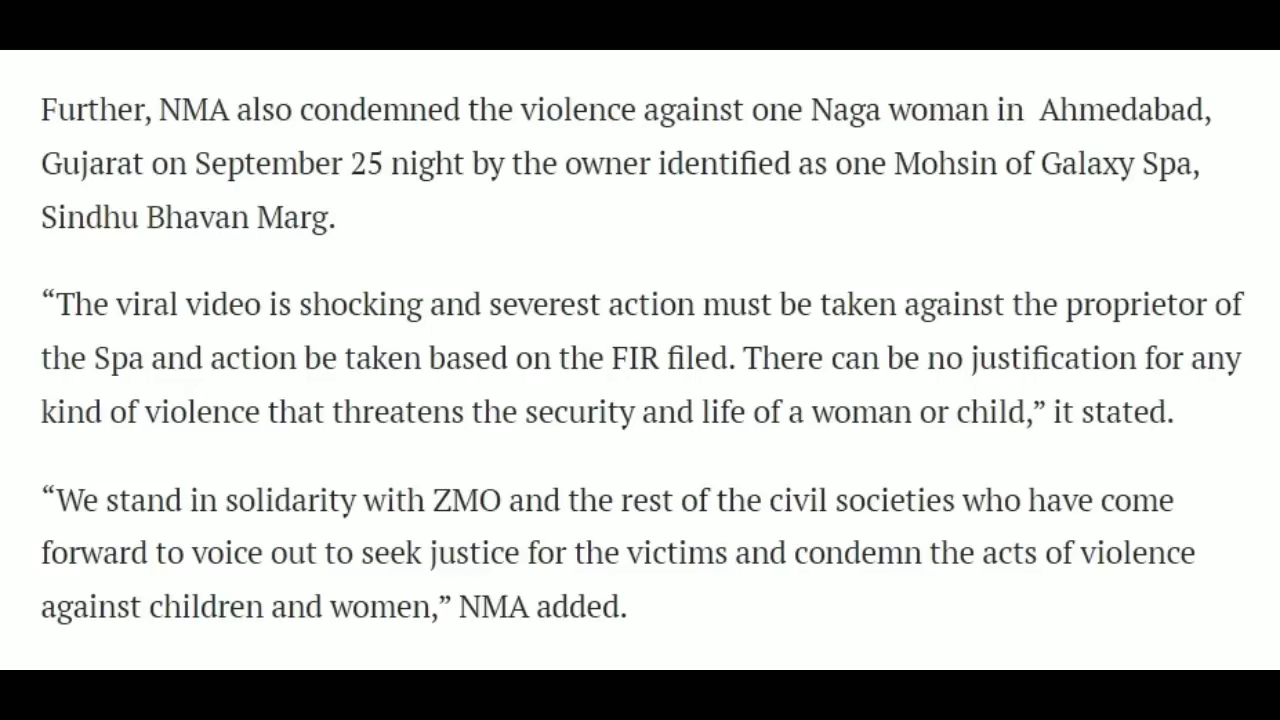 Further, NMA also condemned the violence against one Naga woman in  Ahmedabad,
Gujarat on September 25 night by the owner identified as one Mohsin of Galaxy Spa,
Sindhu Bhavan Marg.
“The viral video is shocking and severest action must be taken against the proprietor of
the Spa and action be taken based on the FIR filed. There can be no justification for any
kind of violence that threatens the security and life of a woman or child,” it stated.
“We stand in solidarity with ZMO and the rest of the civil societies who have come
forward to voice out to seek justice for the victims and condemn the acts of violence
against children and women,” NMA added.